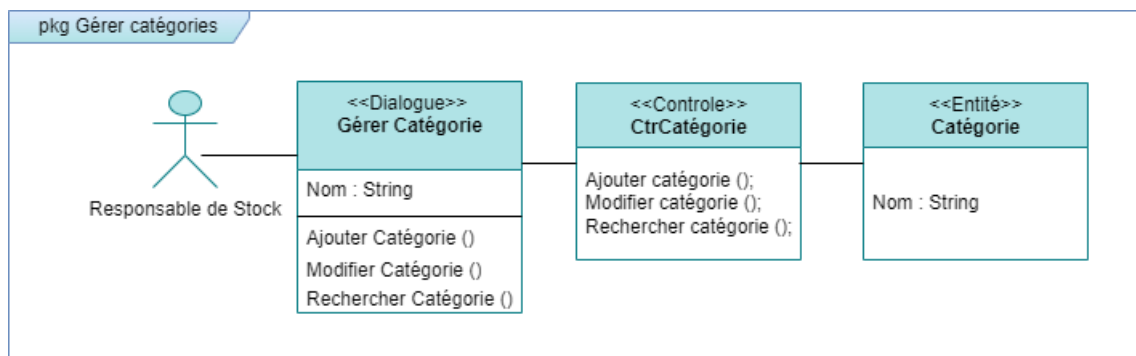 pkg Gérer catégories
Responsable de Stock
<<Dialogue>>
Gérer Catégorie
Nom : String
Ajouter Catégorie ()
Modifier Catégorie ()
Rechercher Catégorie ()
<<Controle>>
CtrCatégorie
Ajouter catégorie ();
Modifier catégorie ();
Rechercher catégorie ();
<<Entité>>
Catégorie
Nom : String